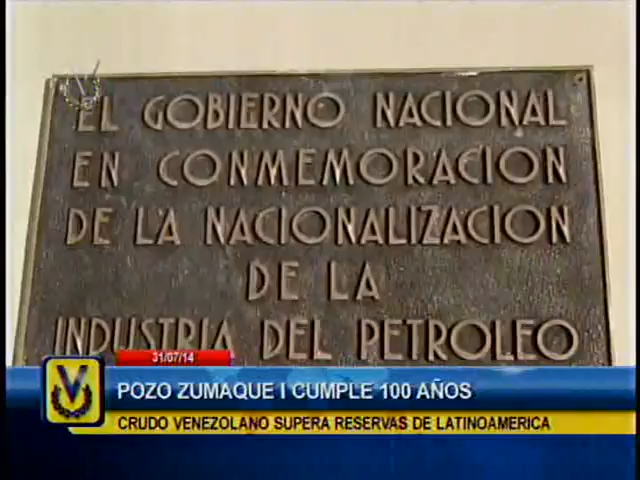 EL GOBIERNO NACIONAL
EN CONMEMORACION
DE LA NACIONALIZACION
DE LA
INDUSTRIA DEL PETROLEO
31/07/14
POZO ZUMAQUE I CUMPLE 100 AÑOS
CRUDO VENEZOLANO SUPERA RESERVAS DE LATINOAMERICA